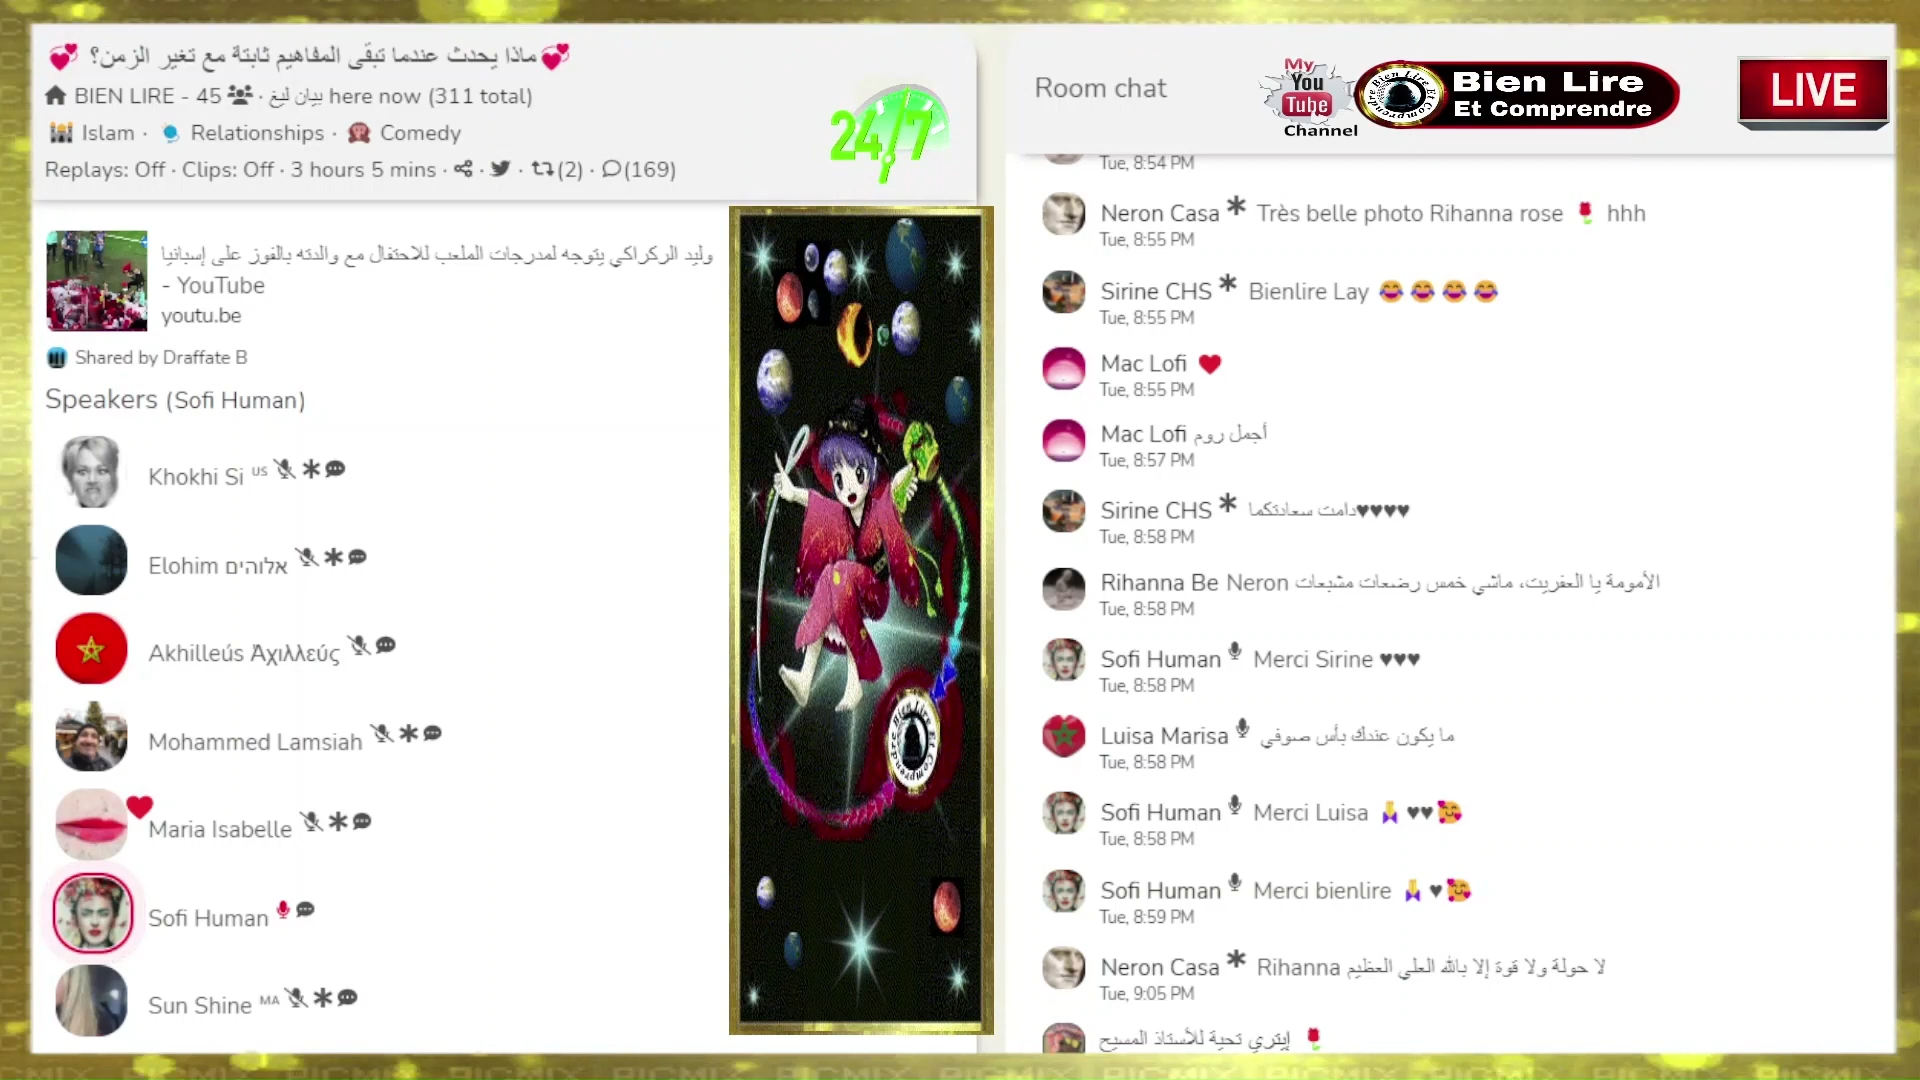 💞ماذا يحدث عندما تبقى المفاهيم ثابتة مع تغير الزمن؟💞
BIEN LIRE - بيان ليغ · 45 here now (311 total)
Islam · Relationships · Comedy
Replays: Off · Clips: Off · 3 hours 5 mins · (2) · (169)
24/7
وليد الركراكي يتوجه لمدرجات الملعب للاحتفال مع والدته بالفوز على إسبانيا
- YouTube
youtu.be
Shared by Draffate B
Speakers (Sofi Human)
Khokhi Si US
Elohim אלוהים
Akhilleús Ἀχιλλεύς
Mohammed Lamsiah
Maria Isabelle
Sofi Human
Sun Shine MA
Bien Lire Et Comprendre
Room chat
My YouTube Channel
Bien Lire Et Comprendre
Bien Lire
Et Comprendre
LIVE
Tue, 8:54 PM
Neron Casa * Très belle photo Rihanna rose 🌹 hhh
Tue, 8:55 PM
Sirine CHS * Bienlire Lay 😂 😂 😂 😂
Tue, 8:55 PM
Mac Lofi ❤️
Tue, 8:55 PM
Mac Lofi أجمل روم
Tue, 8:57 PM
Sirine CHS * دامت سعادتكما♥♥♥♥
Tue, 8:58 PM
Rihanna Be Neron الأمومة يا العفريت، ماشي خمس رضعات مشبعات
Tue, 8:58 PM
Sofi Human Merci Sirine ♥♥♥
Tue, 8:58 PM
Luisa Marisa ما يكون عندك بأس صوفي
Tue, 8:58 PM
Sofi Human Merci Luisa 🙏 ♥♥🥰
Tue, 8:58 PM
Sofi Human Merci bienlire 🙏 ♥🥰
Tue, 8:59 PM
Neron Casa * Rihanna لا حولة ولا قوة إلا بالله العلي العظيم
Tue, 9:05 PM
إيتري تحية للأستاذ المسيح 🌹